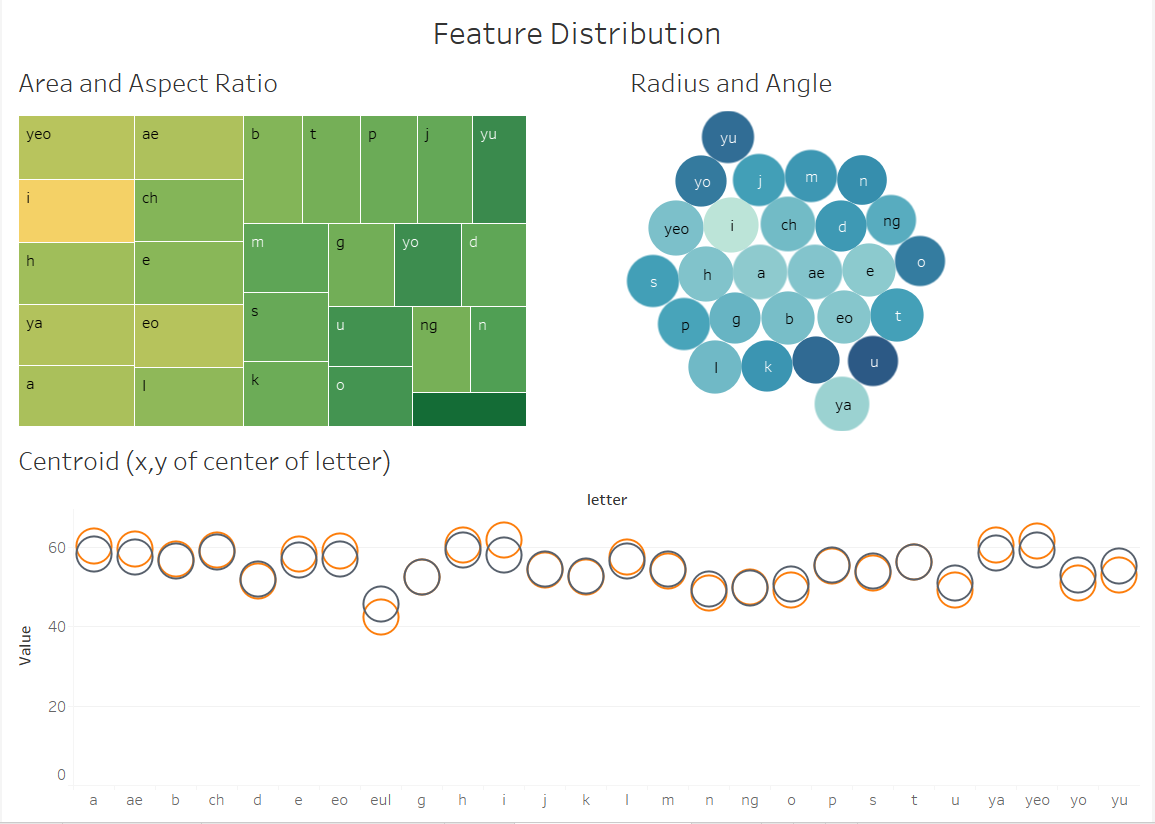 Feature Distribution
Area and Aspect Ratio
Radius and Angle
yeo ae b t p j yu
i ch
h e m g yo d
ya eo s u ng n
a l k o
yu
yo j m n
yeo i ch d ng
s h a ae e o
p g b eo t
l k u
ya
Centroid (x,y of center of letter)
letter
Value
60
40
20
0
a ae b ch d e eo eul g h i j k l m n ng o p s t u ya yeo yo yu